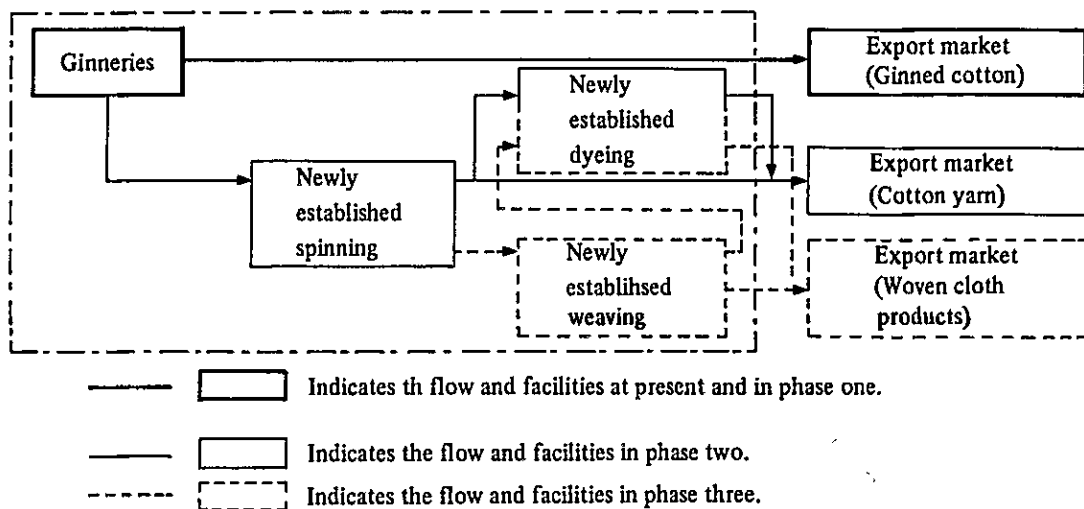 Ginneries
Export market
(Ginned cotton)
Newly
established
dyeing
Export market
(Cotton yarn)
Newly
established
spinning
Newly
establihsed
weaving
Export market
(Woven cloth
products)
Indicates th flow and facilities at present and in phase one.
Indicates the flow and facilities in phase two.
Indicates the flow and facilities in phase three.